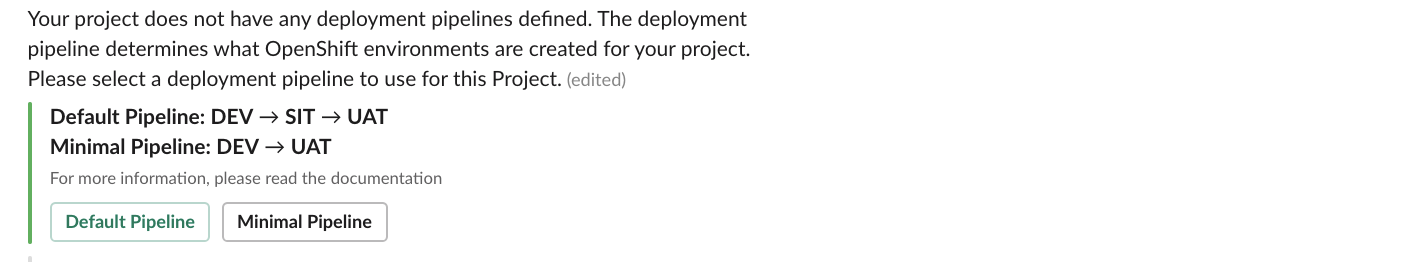 Your project does not have any deployment pipelines defined. The deployment
pipeline determines what OpenShift environments are created for your project.
Please select a deployment pipeline to use for this Project. (edited)
Default Pipeline: DEV → SIT → UAT
Minimal Pipeline: DEV → UAT
For more information, please read the documentation
Default Pipeline
Minimal Pipeline